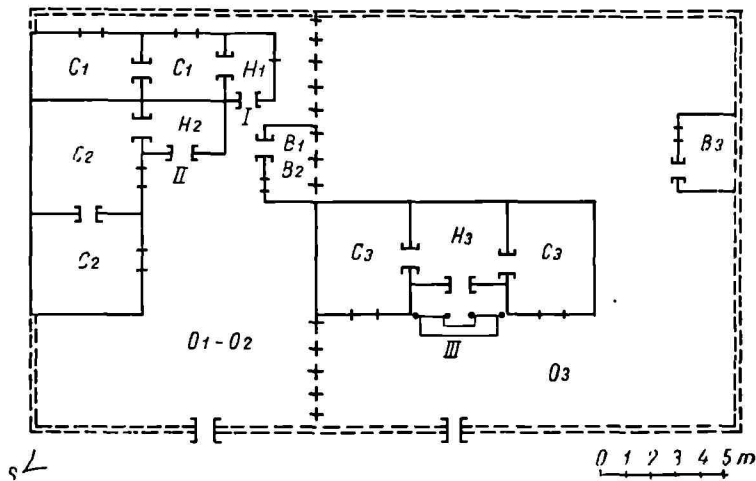 C1 C1 H1
I
C2 H2 B1 B3
II B2
C3 H3 C3
C2
O1-O2 III O3
S 0 1 2 3 4 5 m